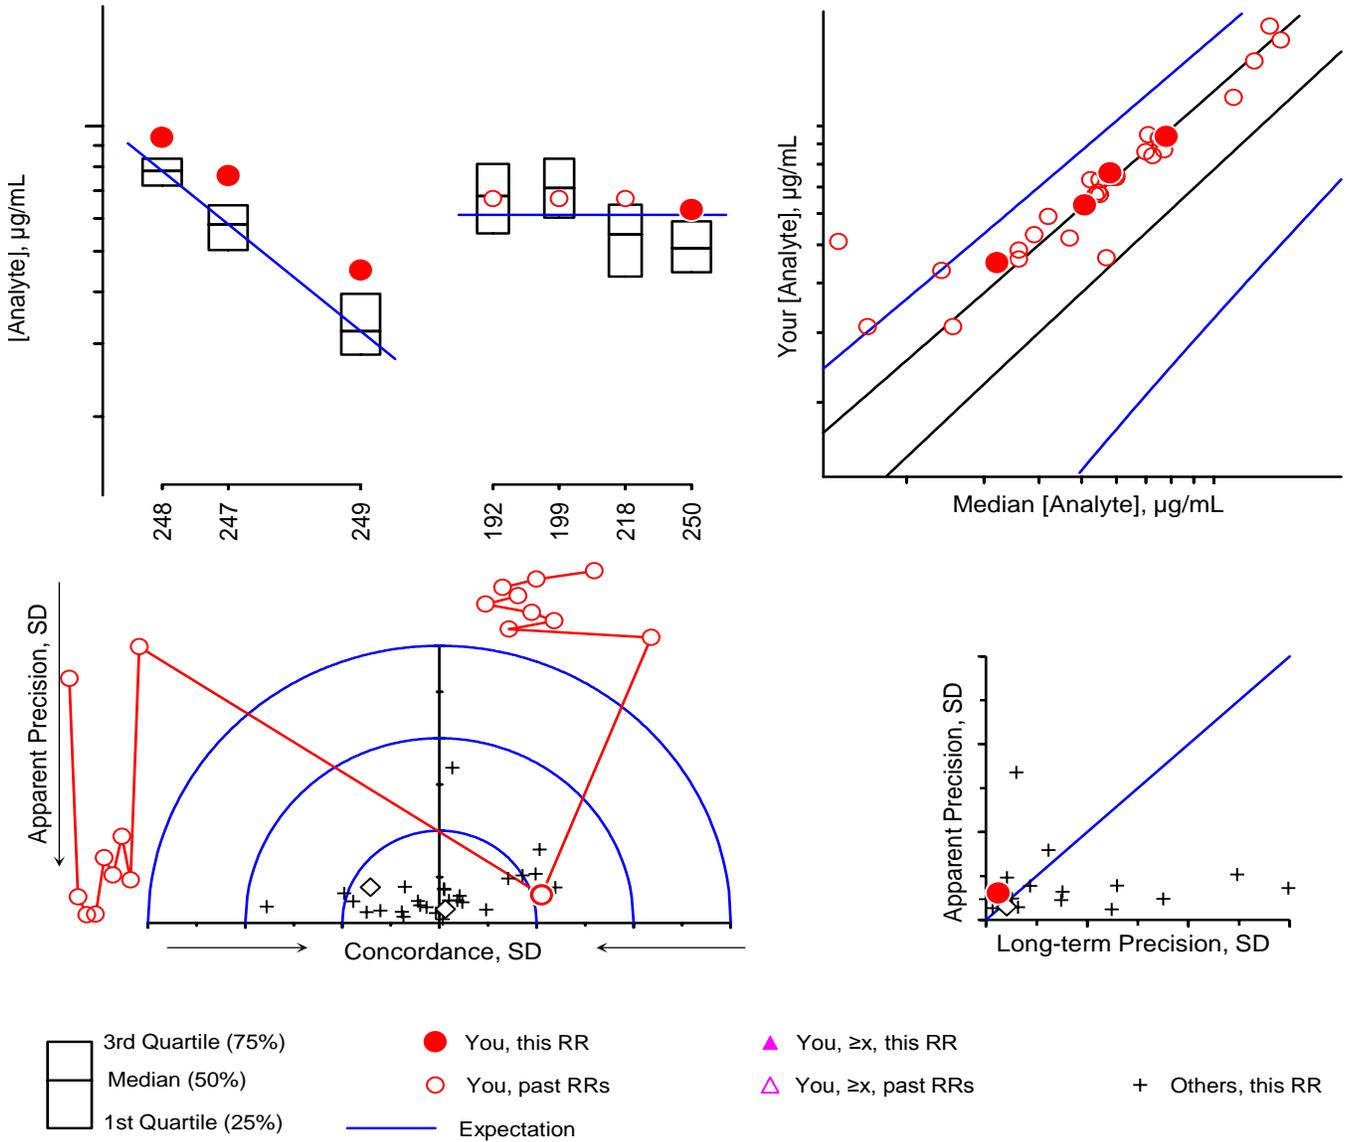 [Analyte], µg/mL
248
247
249
192
199
218
250
Your [Analyte], µg/mL
Median [Analyte], µg/mL
Apparent Precision, SD
Concordance, SD
Apparent Precision, SD
Long-term Precision, SD
3rd Quartile (75%)
Median (50%)
1st Quartile (25%)
You, this RR
You, past RRs
Expectation
You, ≥x, this RR
You, ≥x, past RRs
Others, this RR